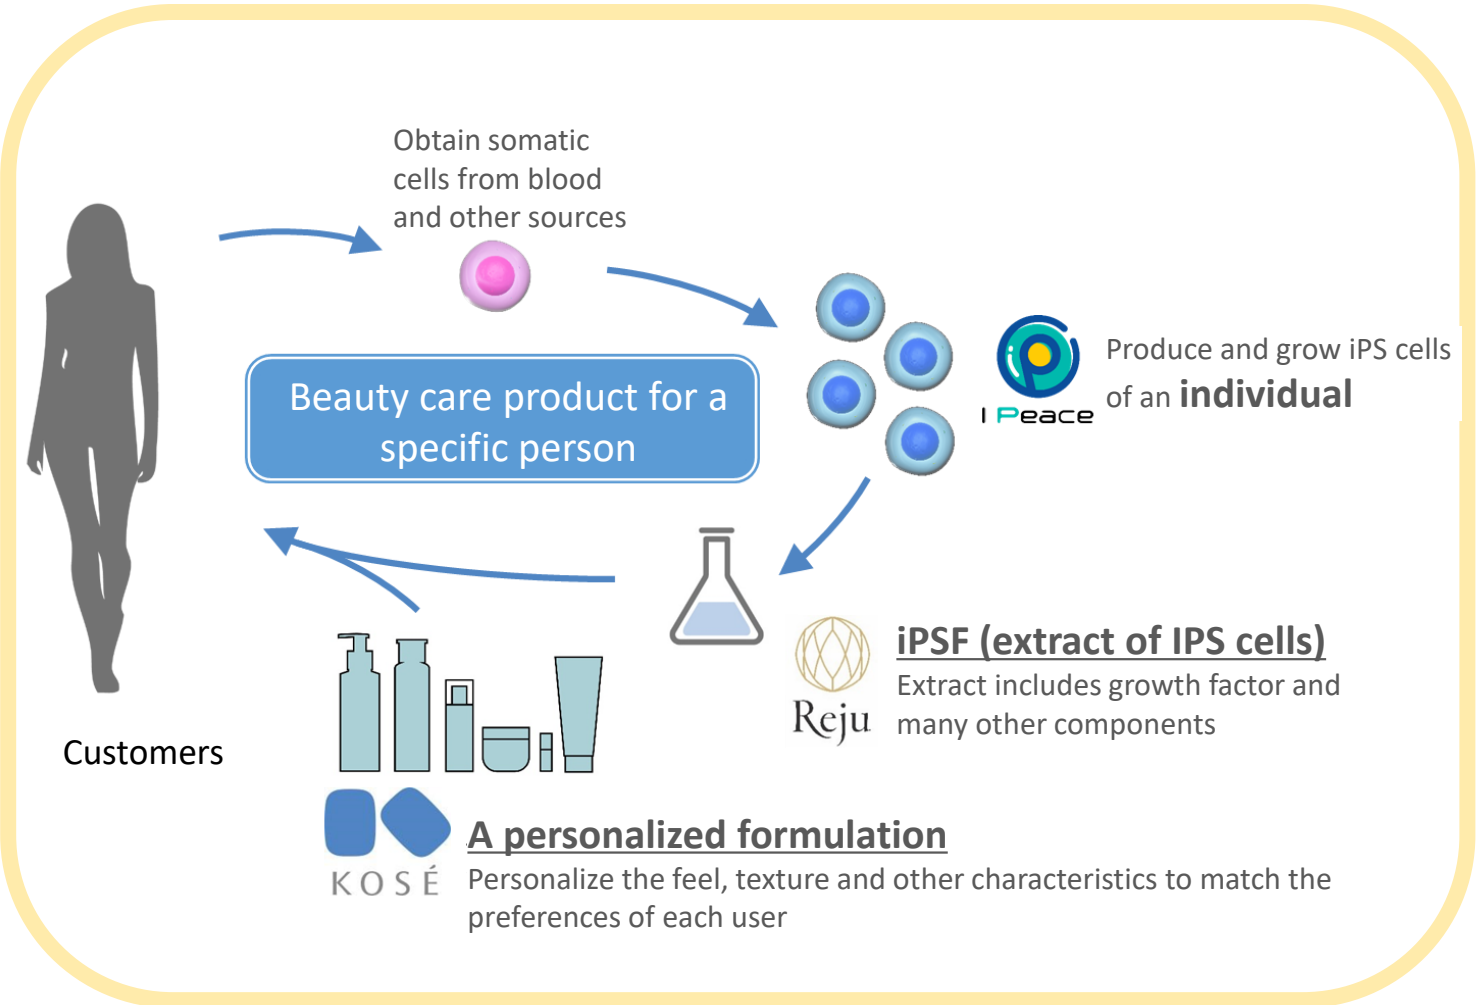 Obtain somatic
cells from blood
and other sources
Beauty care product for a
specific person
I Peace
Produce and grow iPS cells
of an individual
iPSF (extract of IPS cells)
Extract includes growth factor and
many other components
Reju
Customers
KOSÉ
A personalized formulation
Personalize the feel, texture and other characteristics to match the
preferences of each user